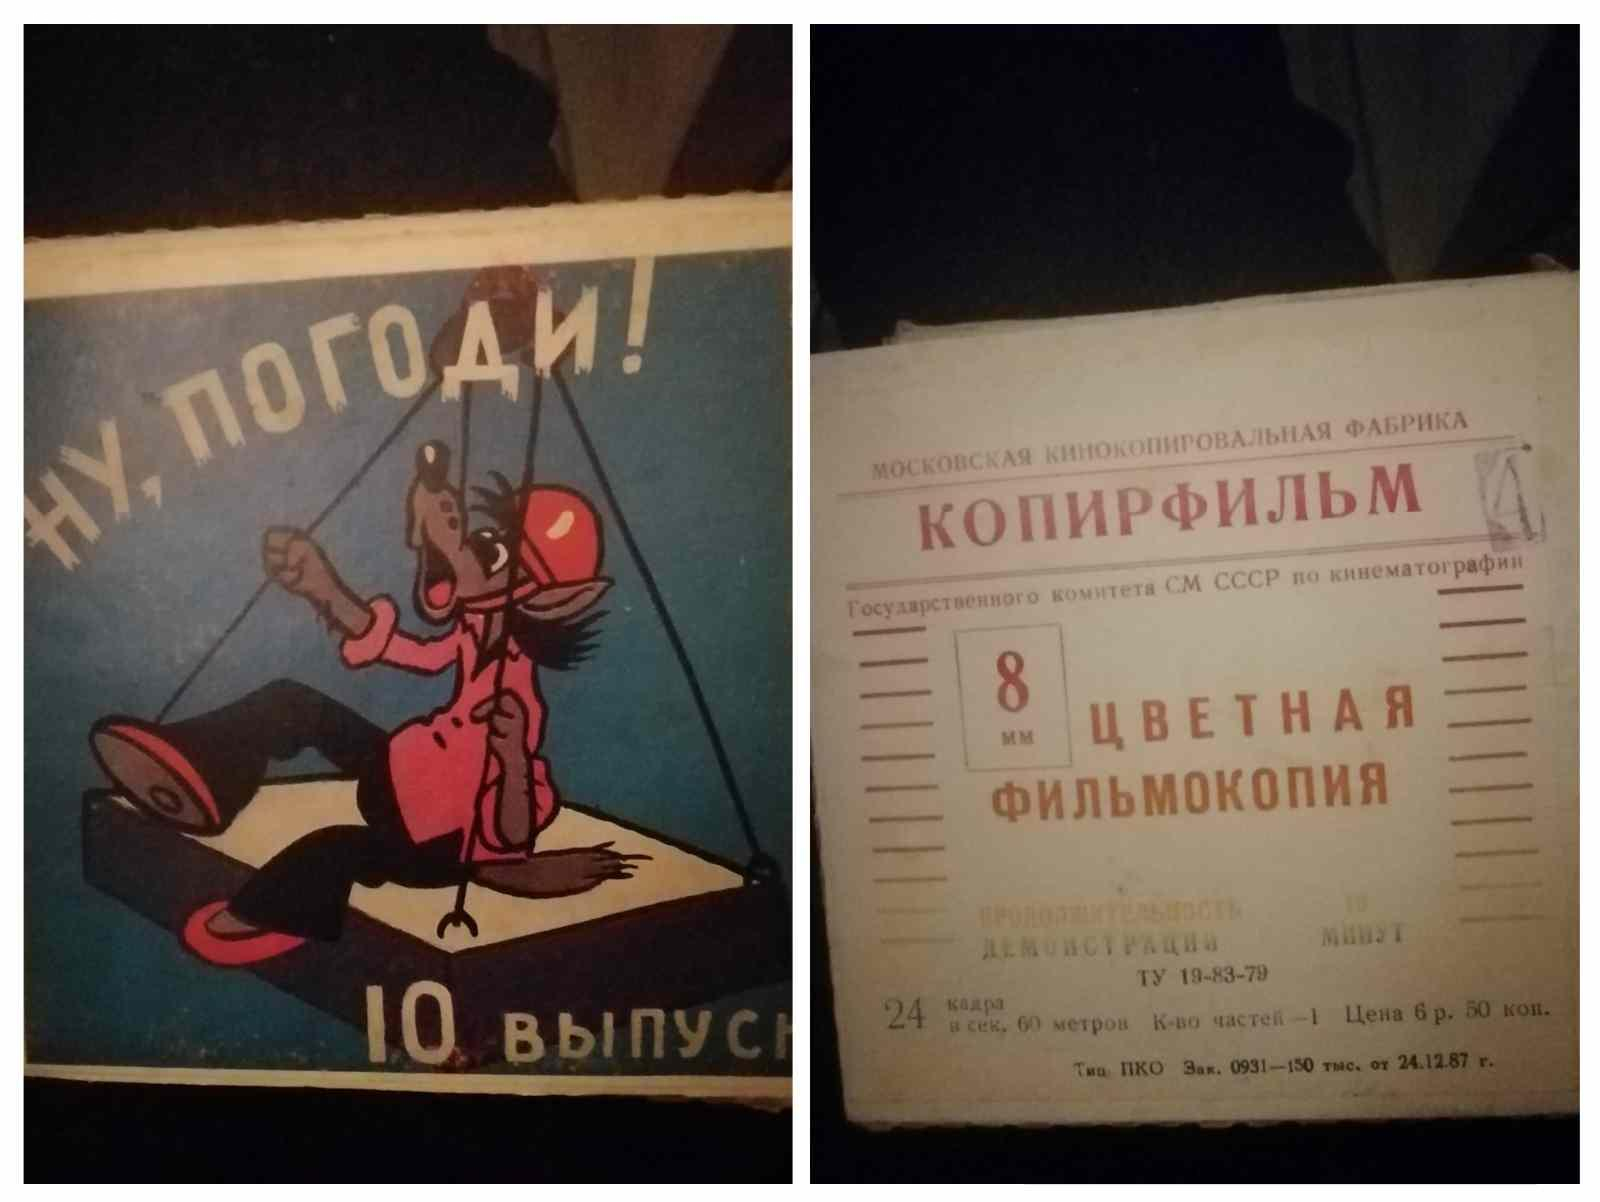 НУ, ПОГОДИ!
10 ВЫПУСК
МОСКОВСКАЯ КИНОКОПИРОВАЛЬНАЯ ФАБРИКА
КОПИРФИЛЬМ
4
Государственного комитета СМ СССР по кинематографии
8
мм
ЦВЕТНАЯ
ФИЛЬМОКОПИЯ
ПРОДОЛЖИТЕЛЬНОСТЬ 10
ДЕМОНСТРАЦИИ МИНУТ
ТУ 19-83-79
24 кадра
в сек. 60 метров К-во частей —1 Цена 6 р. 50 коп.
Тип. ПКО Зак. 0931—150 тыс. от 24.12.87 г.